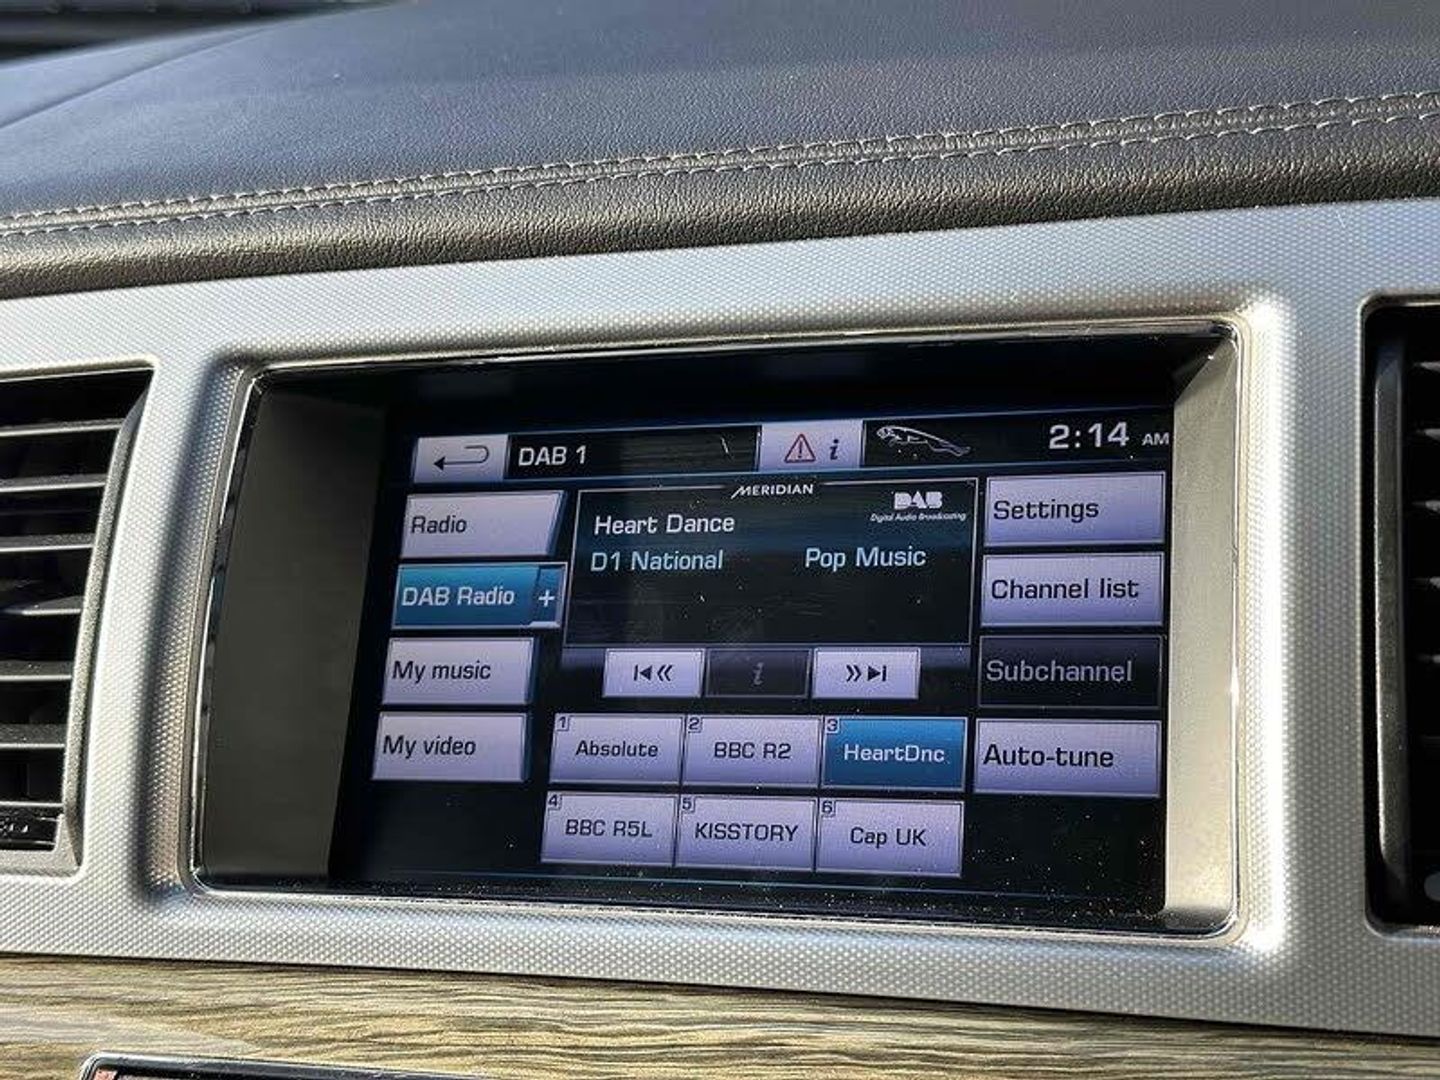 DAB 1
i
2:14 AM
MERIDIAN
DAB
Digital Audio Broadcasting
Radio
Heart Dance
Settings
D1 National
Pop Music
DAB Radio +
Channel list
My music
i
Subchannel
My video
1 Absolute
2 BBC R2
3 HeartDnc
Auto-tune
4 BBC R5L
5 KISSTORY
6 Cap UK